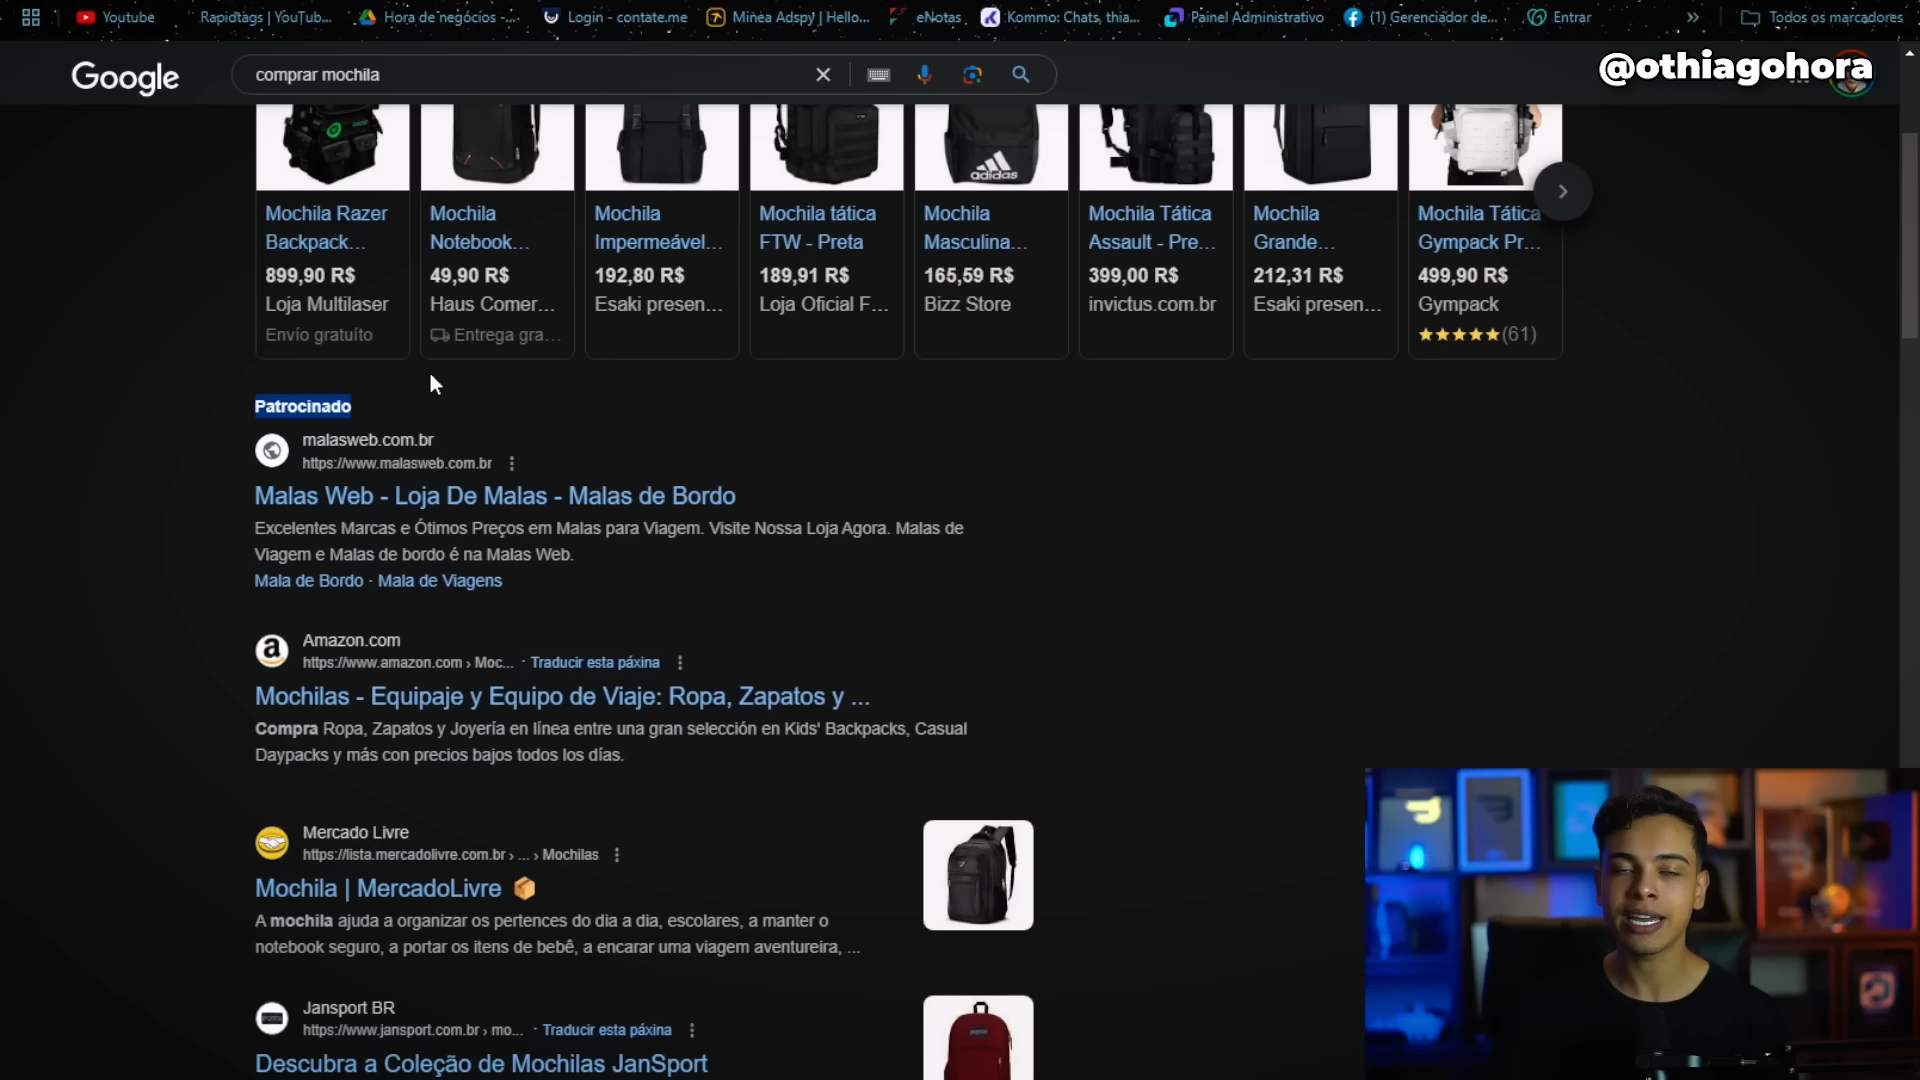 Youtube
Rapidtags | YouTub...
Hora de negócios -...
Login - contate.me
Minea Adspy | Hello...
eNotas
Kommo: Chats, thia...
Painel Administrativo
(1) Gerenciador de...
Entrar
Todos os marcadores
Google
comprar mochila
@othiagohora
adidas
Mochila Razer
Backpack...
899,90 R$
Loja Multilaser
Envío gratuíto
Mochila
Notebook...
49,90 R$
Haus Comer...
Entrega gra...
Mochila
Impermeável...
192,80 R$
Esaki presen...
Mochila tática
FTW - Preta
189,91 R$
Loja Oficial F...
Mochila
Masculina...
165,59 R$
Bizz Store
Mochila Tática
Assault - Pre...
399,00 R$
invictus.com.br
Mochila
Grande...
212,31 R$
Esaki presen...
Mochila Tática
Gympack Pr...
499,90 R$
Gympack
(61)
Patrocinado
malasweb.com.br
https://www.malasweb.com.br
Malas Web - Loja De Malas - Malas de Bordo
Excelentes Marcas e Ótimos Preços em Malas para Viagem. Visite Nossa Loja Agora. Malas de
Viagem e Malas de bordo é na Malas Web.
Mala de Bordo · Mala de Viagens
Amazon.com
https://www.amazon.com › Moc... · Traducir esta páxina
Mochilas - Equipaje y Equipo de Viaje: Ropa, Zapatos y ...
Compra Ropa, Zapatos y Joyería en línea entre una gran selección en Kids' Backpacks, Casual
Daypacks y más con precios bajos todos los días.
Mercado Livre
https://lista.mercadolivre.com.br › ... › Mochilas
Mochila | MercadoLivre 📦
A mochila ajuda a organizar os pertences do dia a dia, escolares, a manter o
notebook seguro, a portar os itens de bebê, a encarar uma viagem aventureira, ...
Jansport BR
https://www.jansport.com.br › mo... · Traducir esta páxina
Descubra a Coleção de Mochilas JanSport